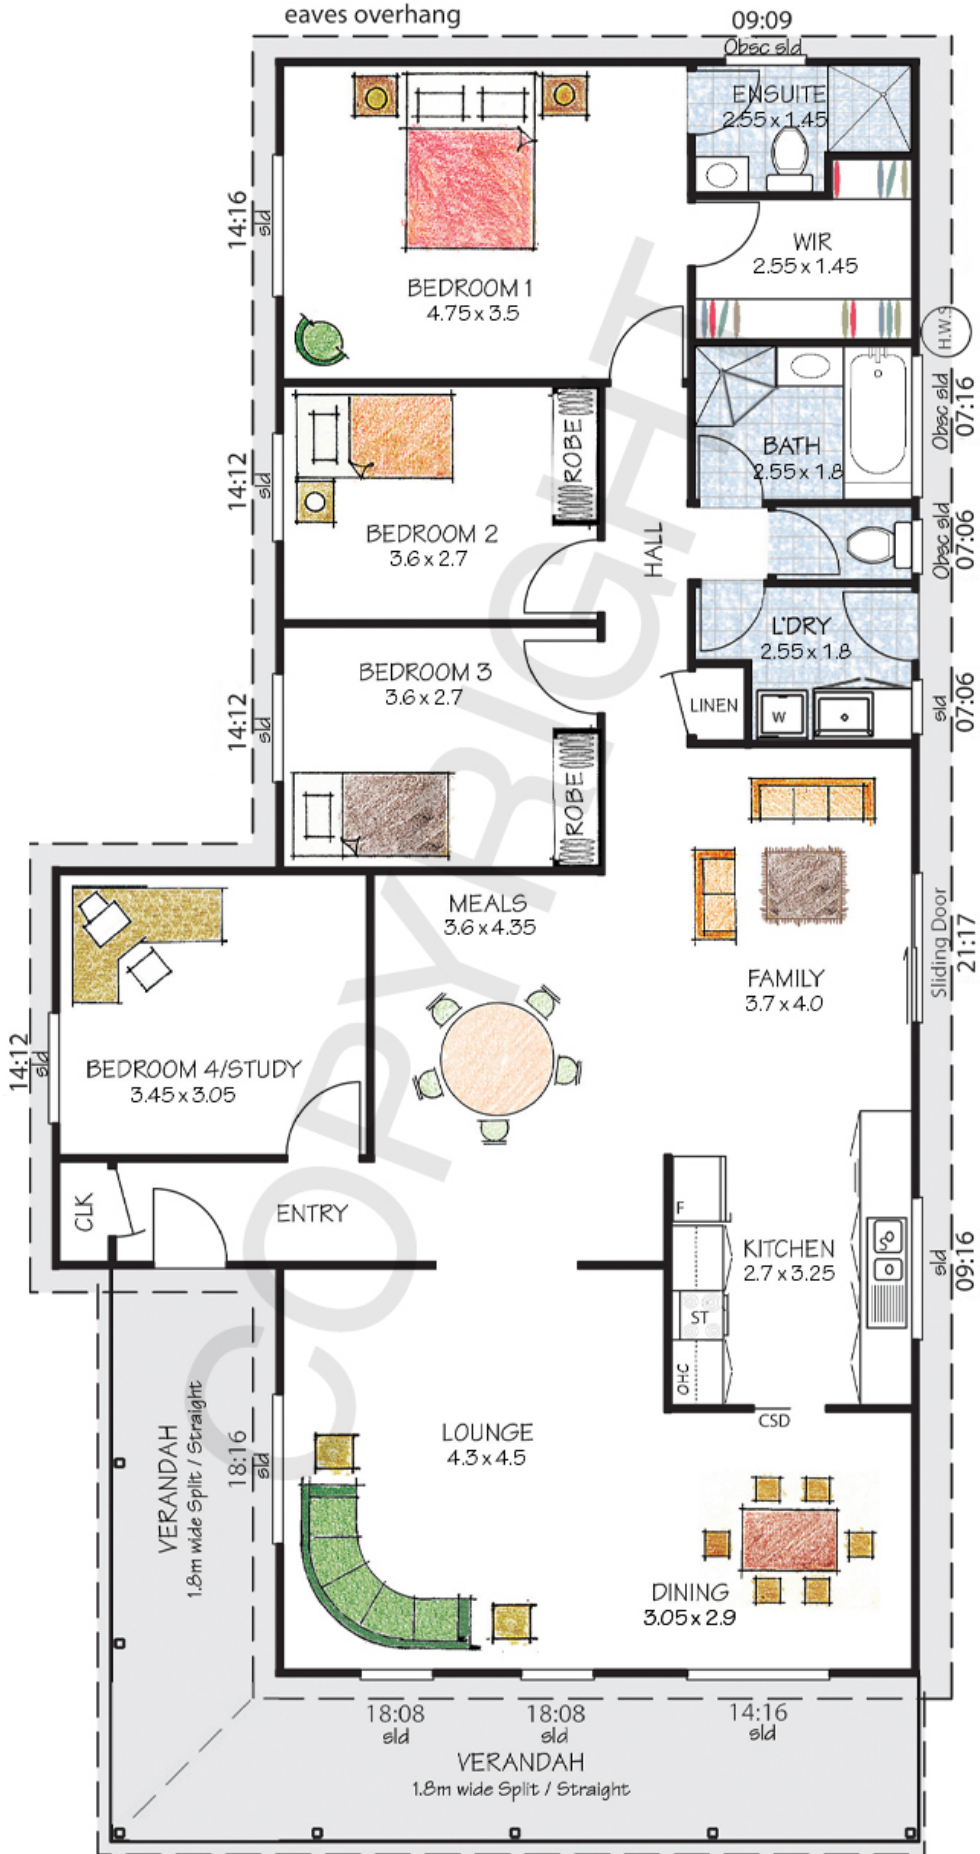 eaves overhang
09:09
Obsc sld
ENSUITE
2.55 x 1.45
14:16
sld
WIR
2.55 x 1.45
BEDROOM 1
4.75 x 3.5
H.W.S
Obsc sld
07:16
ROBE
BATH
2.55 x 1.8
14:12
sld
BEDROOM 2
3.6 x 2.7
HALL
Obsc sld
07:06
L'DRY
2.55 x 1.8
BEDROOM 3
3.6 x 2.7
LINEN
W
sld
07:06
14:12
sld
ROBE
MEALS
3.6 x 4.35
Sliding Door
21:17
FAMILY
3.7 x 4.0
14:12
sld
BEDROOM 4/STUDY
3.45 x 3.05
CLK
ENTRY
F
KITCHEN
2.7 x 3.25
S
sld
09:16
ST
OHC
CSD
LOUNGE
4.3 x 4.5
VERANDAH
1.8m wide Split / Straight
18:16
sld
DINING
3.05 x 2.9
18:08
sld
18:08
sld
14:16
sld
VERANDAH
1.8m wide Split / Straight
COPYRIGHT